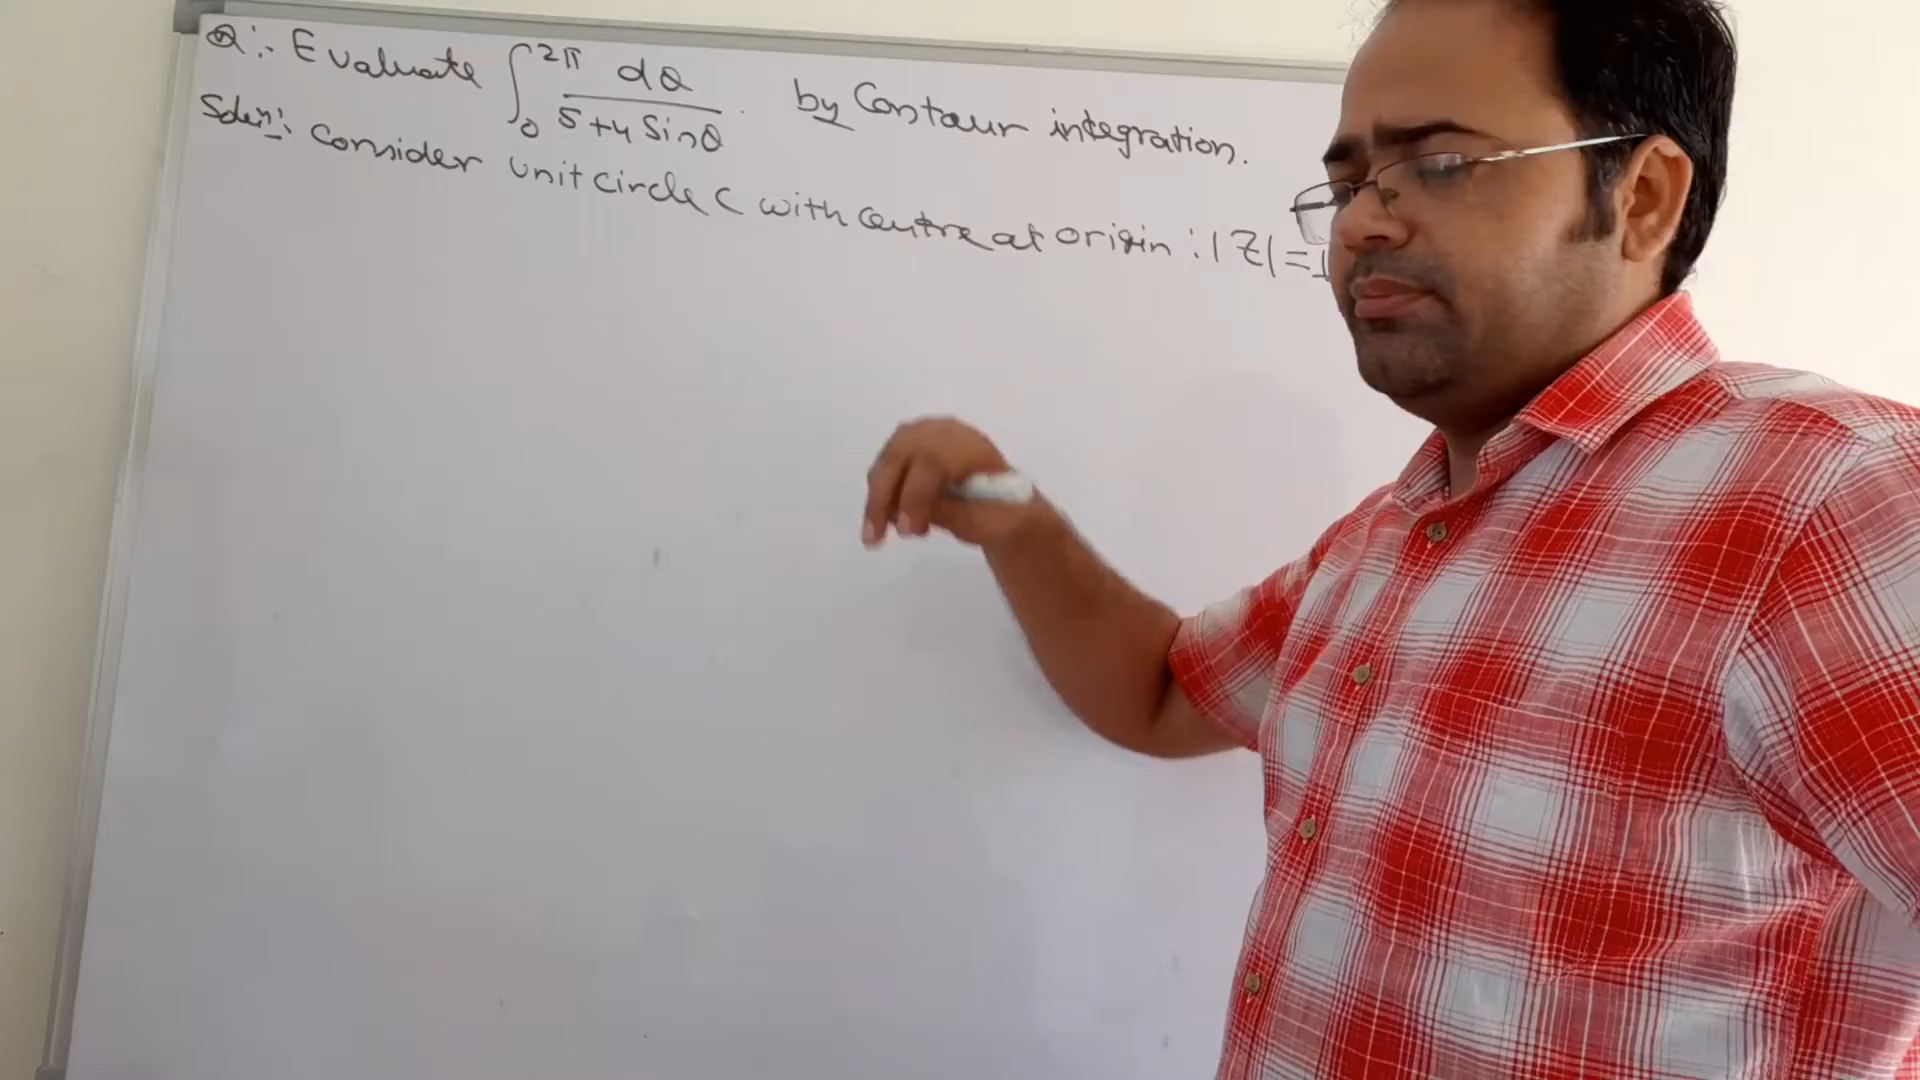 Q:- Evaluate ∫₀^2π dθ / 5+4 Sinθ by Contour integration.
Soln:- Consider unit circle C with centre at origin : |Z|=1